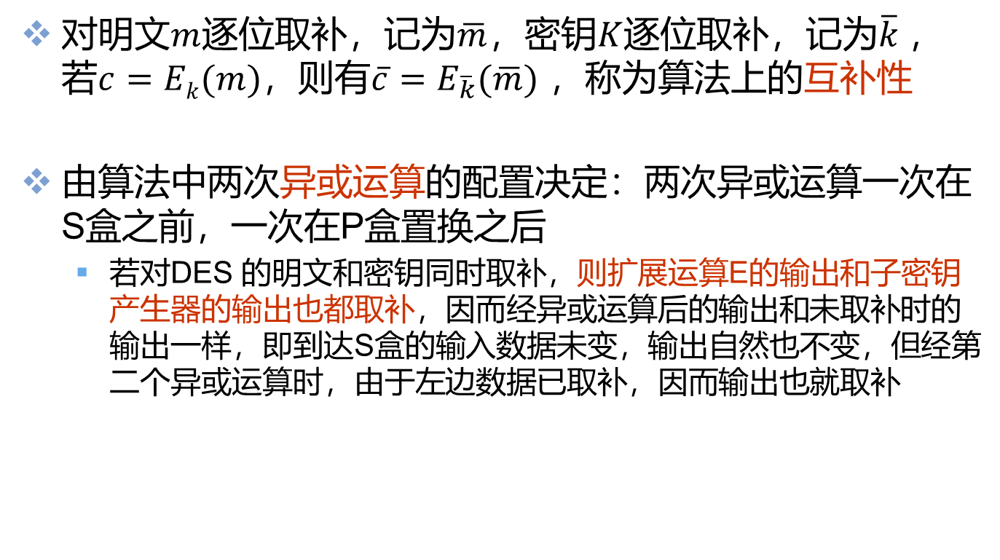 对明文𝑚逐位取补，记为𝑚̅，密钥𝐾逐位取补，记为𝑘̅，
若𝑐 = 𝐸ₖ(𝑚)，则有𝑐̅ = 𝐸_𝑘̅(𝑚̅) ，称为算法上的互补性
由算法中两次异或运算的配置决定：两次异或运算一次在
S盒之前，一次在P盒置换之后
若对DES 的明文和密钥同时取补，则扩展运算E的输出和子密钥
产生器的输出也都取补，因而经异或运算后的输出和未取补时的
输出一样，即到达S盒的输入数据未变，输出自然也不变，但经第
二个异或运算时，由于左边数据已取补，因而输出也就取补